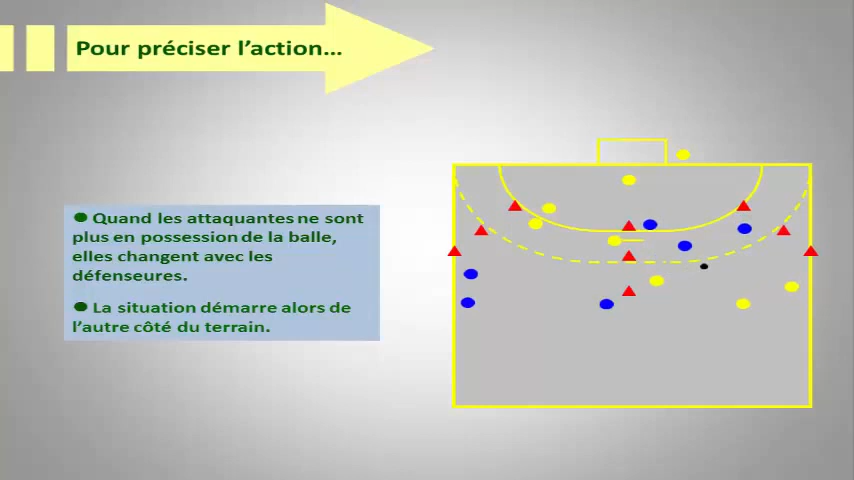 Pour préciser l’action…
● Quand les attaquantes ne sont
plus en possession de la balle,
elles changent avec les
défenseures.
● La situation démarre alors de
l’autre côté du terrain.